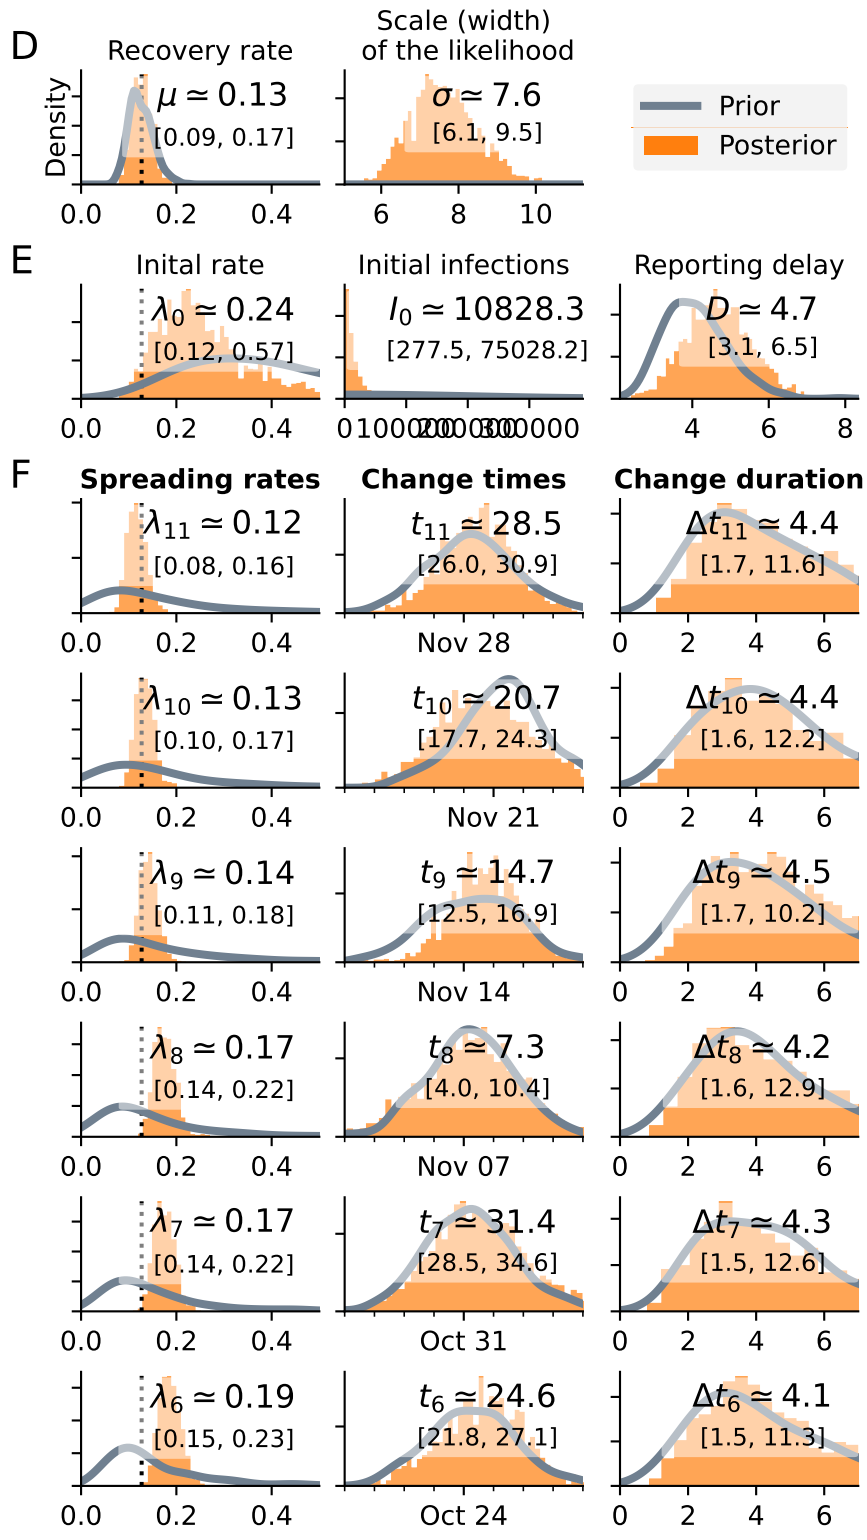 D
Recovery rate
Scale (width)
of the likelihood
Density
μ ≃ 0.13
[0.09, 0.17]
σ ≃ 7.6
[6.1, 9.5]
Prior
Posterior
0.0 0.2 0.4
6 8 10
E
Inital rate
Initial infections
Reporting delay
λ0 ≃ 0.24
[0.12, 0.57]
I0 ≃ 10828.3
[277.5, 75028.2]
D ≃ 4.7
[3.1, 6.5]
0.0 0.2 0.4
0 100000 200000 300000
4 6 8
F
Spreading rates
Change times
Change duration
λ11 ≃ 0.12
[0.08, 0.16]
t11 ≃ 28.5
[26.0, 30.9]
Δt11 ≃ 4.4
[1.7, 11.6]
0.0 0.2 0.4
Nov 28
0 2 4 6
λ10 ≃ 0.13
[0.10, 0.17]
t10 ≃ 20.7
[17.7, 24.3]
Δt10 ≃ 4.4
[1.6, 12.2]
0.0 0.2 0.4
Nov 21
0 2 4 6
λ9 ≃ 0.14
[0.11, 0.18]
t9 ≃ 14.7
[12.5, 16.9]
Δt9 ≃ 4.5
[1.7, 10.2]
0.0 0.2 0.4
Nov 14
0 2 4 6
λ8 ≃ 0.17
[0.14, 0.22]
t8 ≃ 7.3
[4.0, 10.4]
Δt8 ≃ 4.2
[1.6, 12.9]
0.0 0.2 0.4
Nov 07
0 2 4 6
λ7 ≃ 0.17
[0.14, 0.22]
t7 ≃ 31.4
[28.5, 34.6]
Δt7 ≃ 4.3
[1.5, 12.6]
0.0 0.2 0.4
Oct 31
0 2 4 6
λ6 ≃ 0.19
[0.15, 0.23]
t6 ≃ 24.6
[21.8, 27.1]
Δt6 ≃ 4.1
[1.5, 11.3]
0.0 0.2 0.4
Oct 24
0 2 4 6